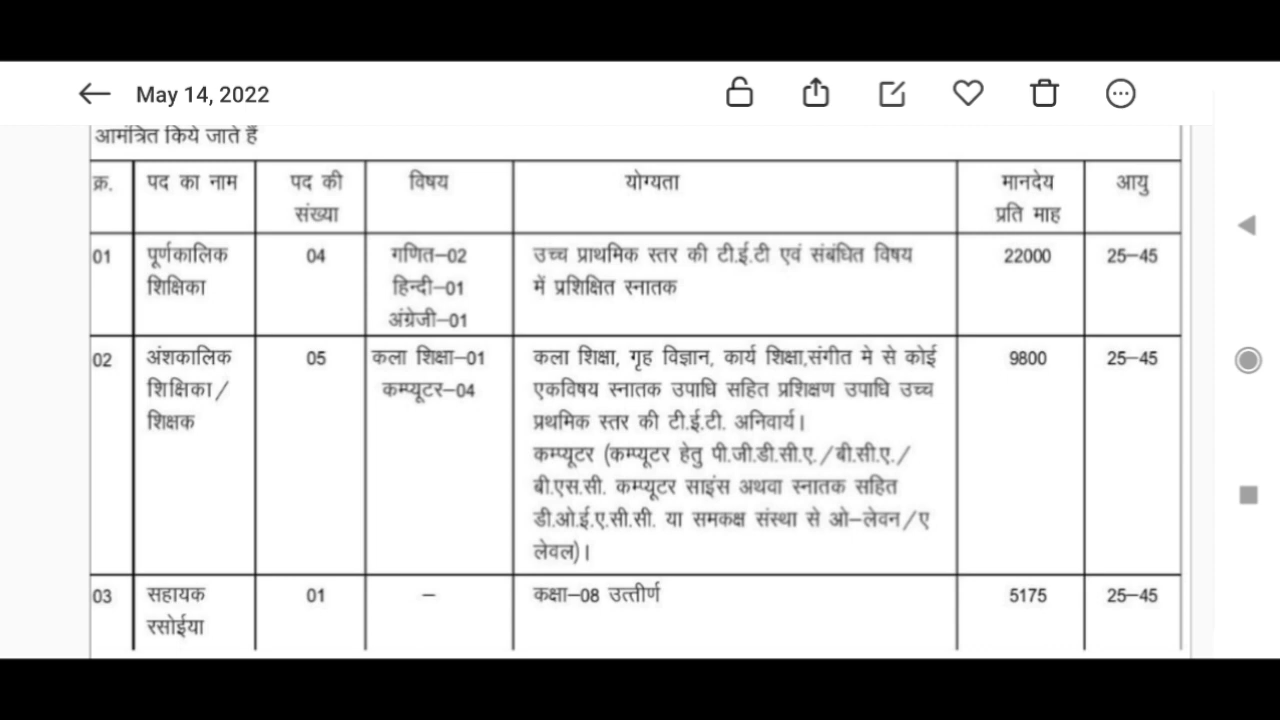 May 14, 2022
आमंत्रित किये जाते हैं
क्र. पद का नाम पद की संख्या विषय योग्यता मानदेय प्रति माह आयु
01 पूर्णकालिक 04 गणित–02 उच्च प्राथमिक स्तर की टी.ई.टी एवं संबंधित विषय 22000 25–45
शिक्षिका हिन्दी–01 में प्रशिक्षित स्नातक
अंग्रेजी–01
02 अंशकालिक 05 कला शिक्षा–01 कला शिक्षा, गृह विज्ञान, कार्य शिक्षा,संगीत मे से कोई 9800 25–45
शिक्षिका/ कम्प्यूटर–04 एकविषय स्नातक उपाधि सहित प्रशिक्षण उपाधि उच्च
शिक्षक प्रथमिक स्तर की टी.ई.टी. अनिवार्य।
कम्प्यूटर (कम्प्यूटर हेतु पी.जी.डी.सी.ए./बी.सी.ए./
बी.एस.सी. कम्प्यूटर साइंस अथवा स्नातक सहित
डी.ओ.ई.ए.सी.सी. या समकक्ष संस्था से ओ–लेवन/ए
लेवल)।
03 सहायक 01 – कक्षा–08 उत्तीर्ण 5175 25–45
रसोईया